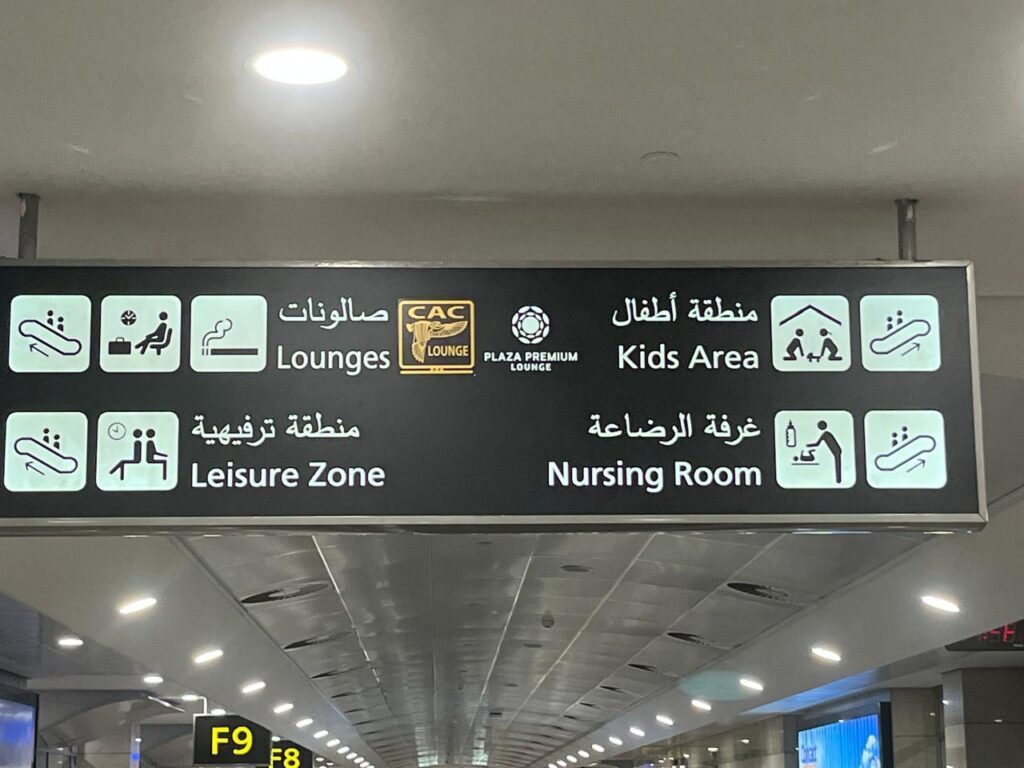 صالونات
Lounges
CAC
LOUNGE
PLAZA PREMIUM
LOUNGE
منطقة أطفال
Kids Area
منطقة ترفيهية
Leisure Zone
غرفة الرضاعة
Nursing Room
F9
F8